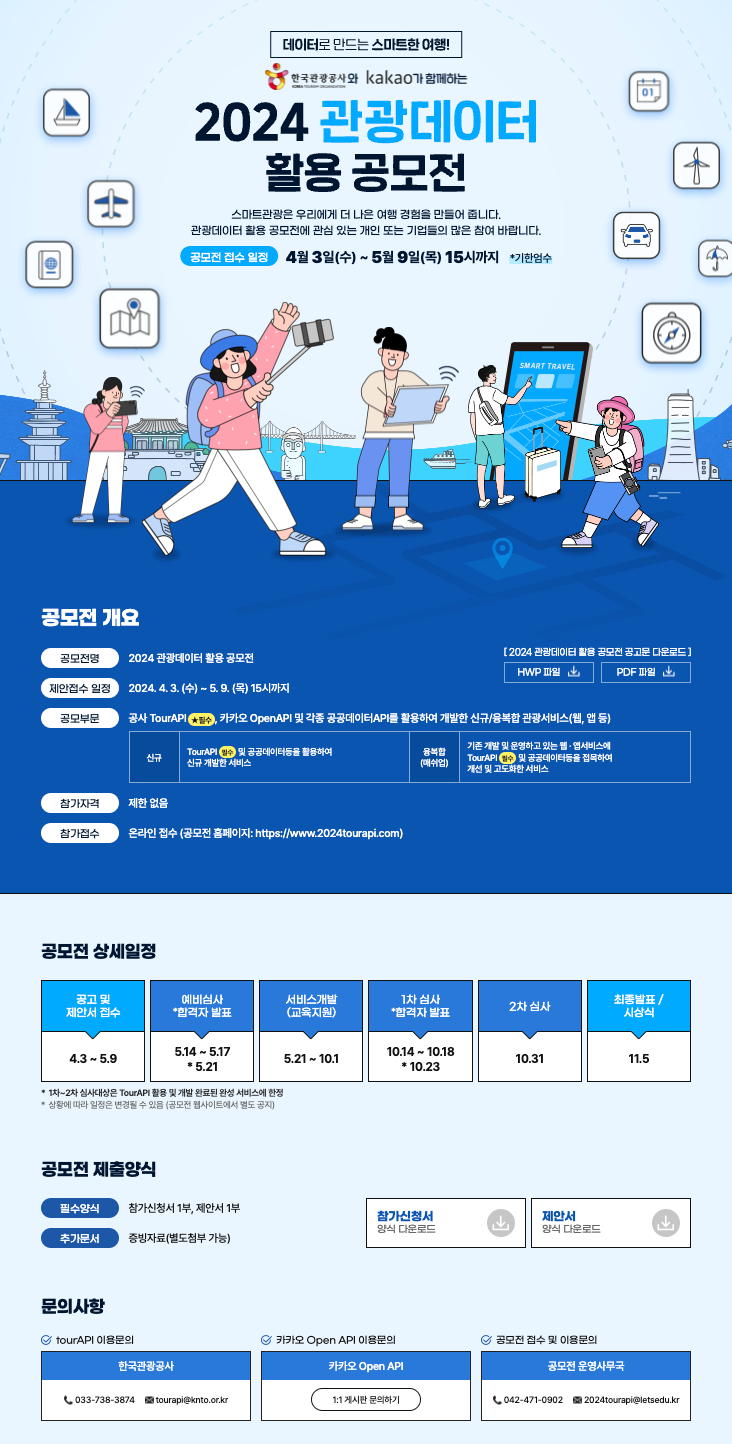 데이터로 만드는 스마트한 여행!
한국관광공사와 kakao가 함께하는
KOREA TOURISM ORGANIZATION
2024 관광데이터
활용 공모전
스마트관광은 우리에게 더 나은 여행 경험을 만들어 줍니다.
관광데이터 활용 공모전에 관심 있는 개인 또는 기업들의 많은 참여 바랍니다.
공모전 접수 일정 4월 3일(수) ~ 5월 9일(목) 15시까지 *기한엄수
01
SMART TRAVEL
공모전 개요
공모전명 2024 관광데이터 활용 공모전
[ 2024 관광데이터 활용 공모전 공고문 다운로드 ]
HWP 파일 PDF 파일
제안접수 일정 2024. 4. 3. (수) ~ 5. 9. (목) 15시까지
공모부문 공사 TourAPI ★필수, 카카오 OpenAPI 및 각종 공공데이터API를 활용하여 개발한 신규/융복합 관광서비스(웹, 앱 등)
신규
TourAPI 필수 및 공공데이터등을 활용하여
신규 개발한 서비스
융복합
(매쉬업)
기존 개발 및 운영하고 있는 웹 · 앱서비스에
TourAPI 필수 및 공공데이터등을 접목하여
개선 및 고도화한 서비스
참가자격 제한 없음
참가접수 온라인 접수 (공모전 홈페이지: https://www.2024tourapi.com)
공모전 상세일정
공고 및
제안서 접수
4.3 ~ 5.9
예비심사
*합격자 발표
5.14 ~ 5.17
* 5.21
서비스개발
(교육지원)
5.21 ~ 10.1
1차 심사
*합격자 발표
10.14 ~ 10.18
* 10.23
2차 심사
10.31
최종발표 /
시상식
11.5
* 1차~2차 심사대상은 TourAPI 활용 및 개발 완료된 완성 서비스에 한정
* 상황에 따라 일정은 변경될 수 있음 (공모전 웹사이트에서 별도 공지)
공모전 제출양식
필수양식 참가신청서 1부, 제안서 1부
추가문서 증빙자료(별도첨부 가능)
참가신청서
양식 다운로드
제안서
양식 다운로드
문의사항
tourAPI 이용문의
한국관광공사
033-738-3874 tourapi@knto.or.kr
카카오 Open API 이용문의
카카오 Open API
1:1 게시판 문의하기
공모전 접수 및 이용문의
공모전 운영사무국
042-471-0902 2024tourapi@letsedu.kr